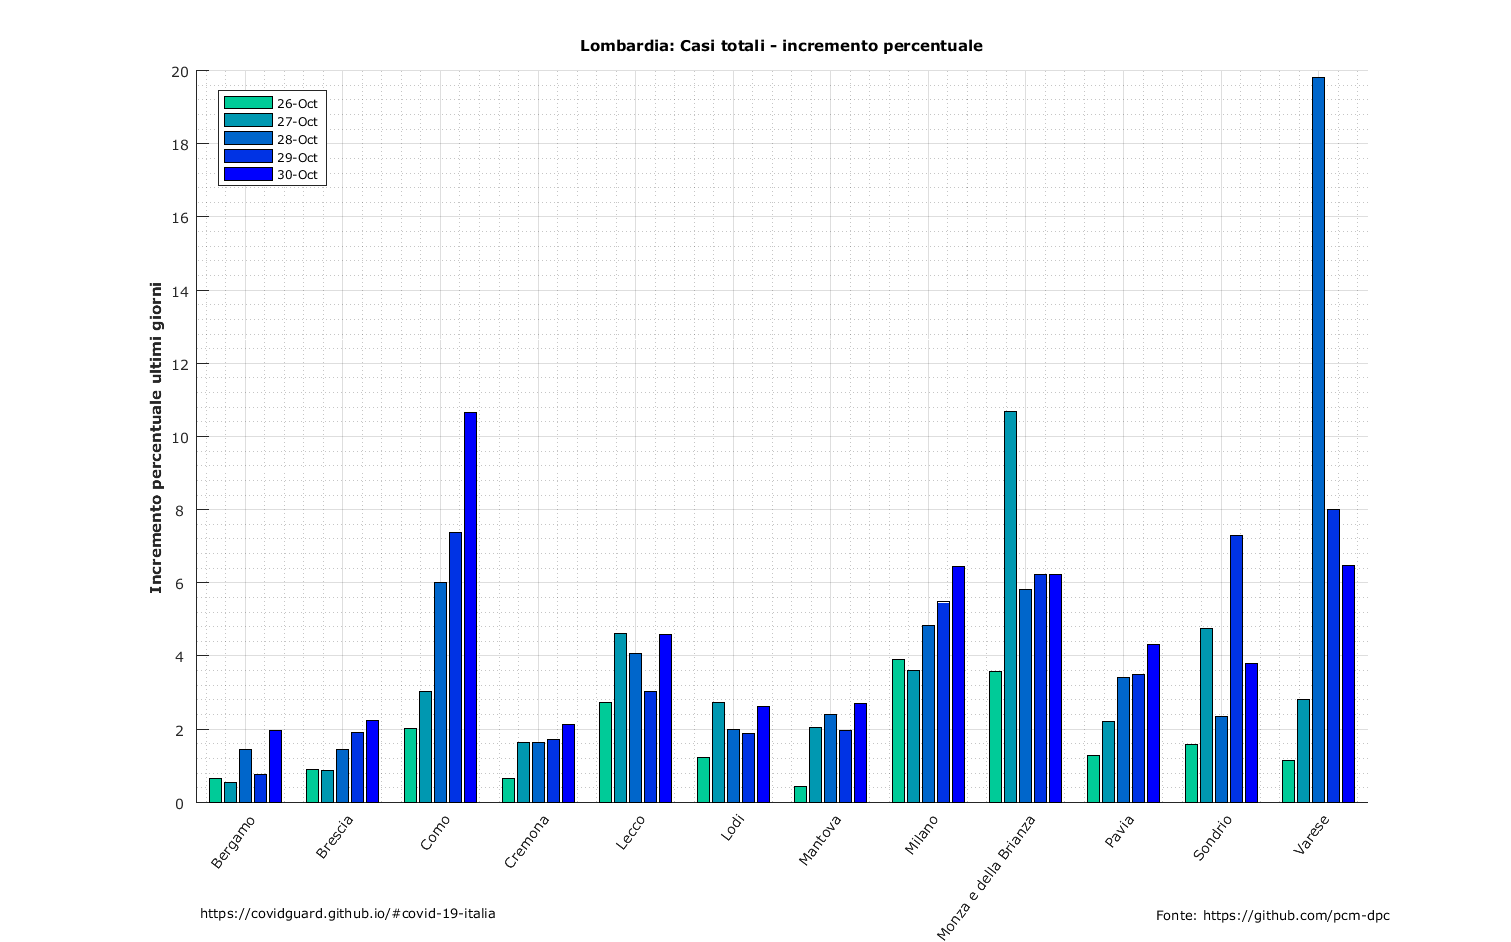 Lombardia: Casi totali - incremento percentuale
Incremento percentuale ultimi giorni
20
18
16
14
12
10
8
6
4
2
0
26-Oct
27-Oct
28-Oct
29-Oct
30-Oct
Bergamo
Brescia
Como
Cremona
Lecco
Lodi
Mantova
Milano
Monza e della Brianza
Pavia
Sondrio
Varese
https://covidguard.github.io/#covid-19-italia
Fonte: https://github.com/pcm-dpc